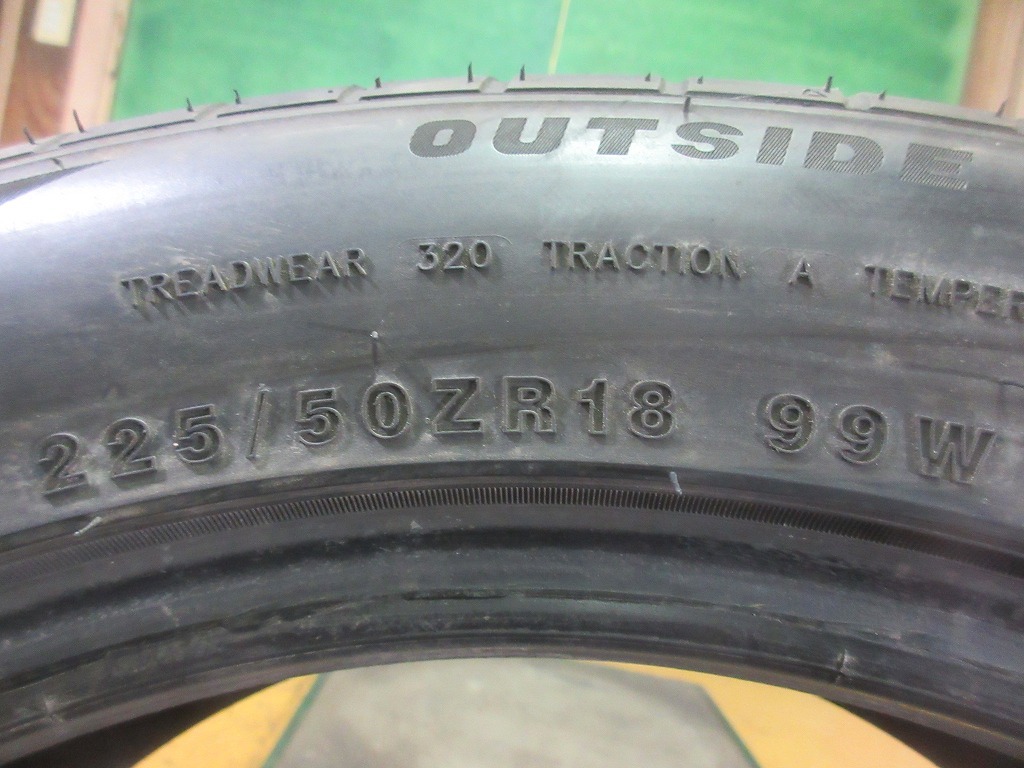 OUTSIDE
TREADWEAR 320 TRACTION A TEMPER
225/50ZR18 99W